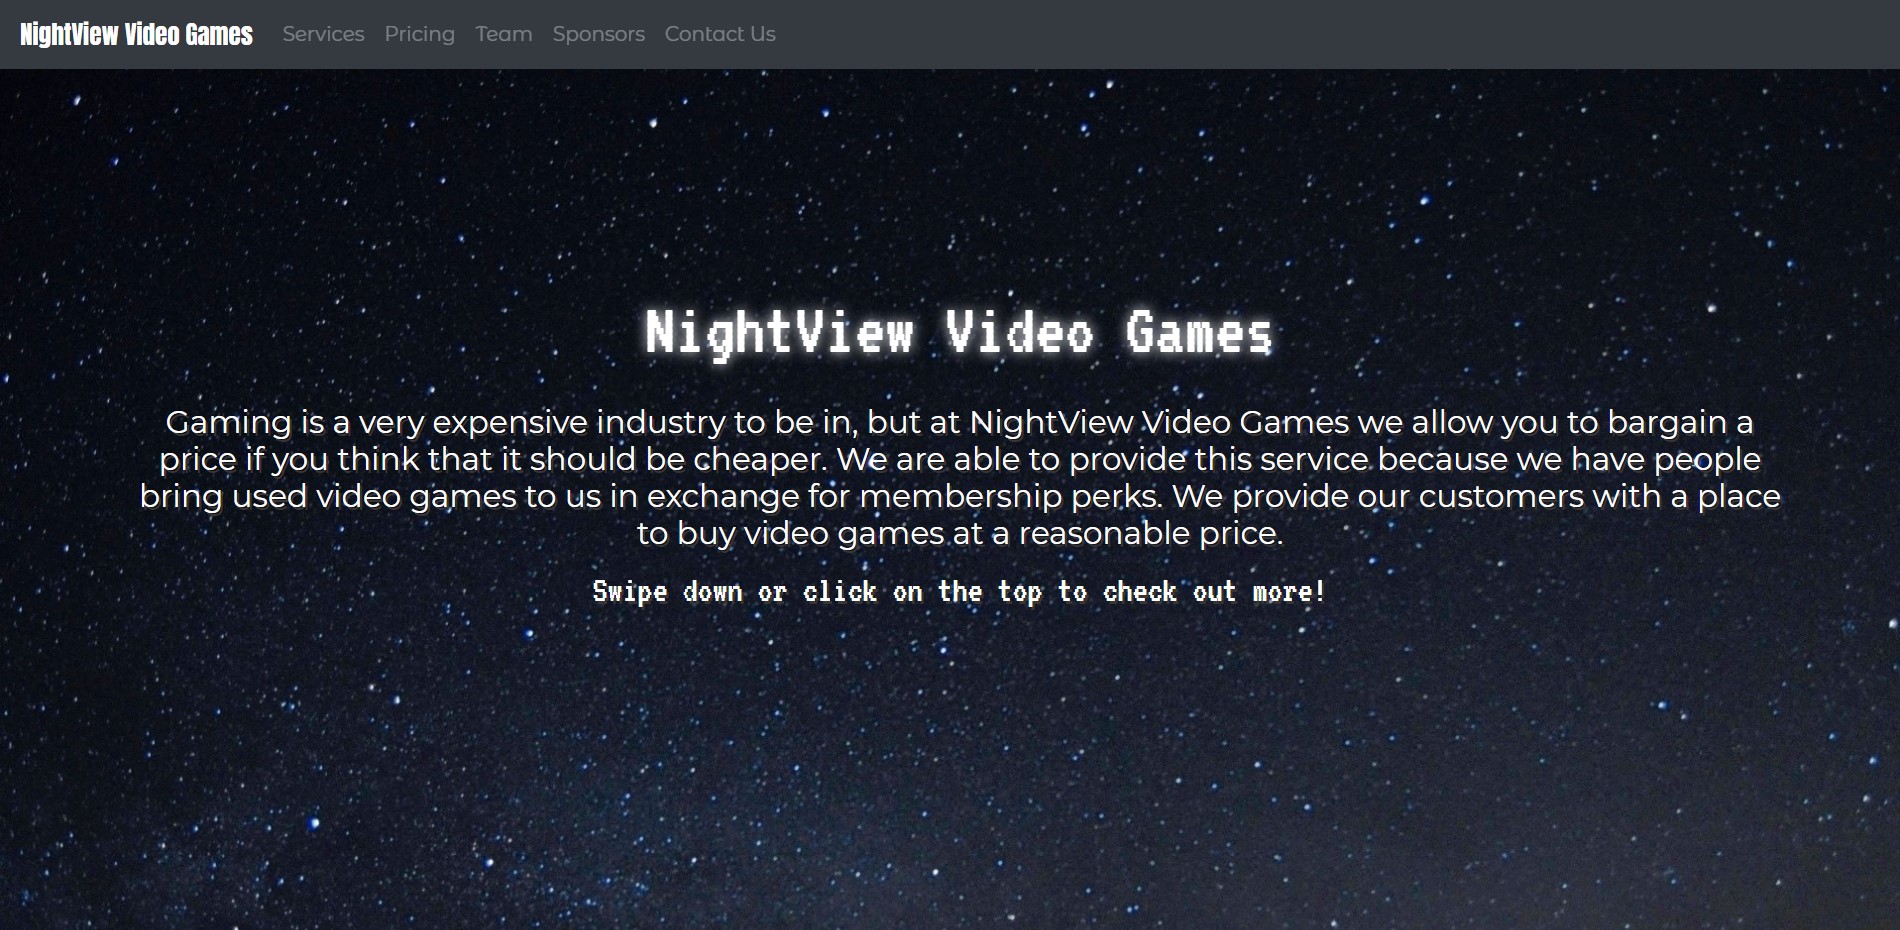 NightView Video Games Services Pricing Team Sponsors Contact Us
NightView Video Games
Gaming is a very expensive industry to be in, but at NightView Video Games we allow you to bargain a
price if you think that it should be cheaper. We are able to provide this service because we have people
bring used video games to us in exchange for membership perks. We provide our customers with a place
to buy video games at a reasonable price.
Swipe down or click on the top to check out more!